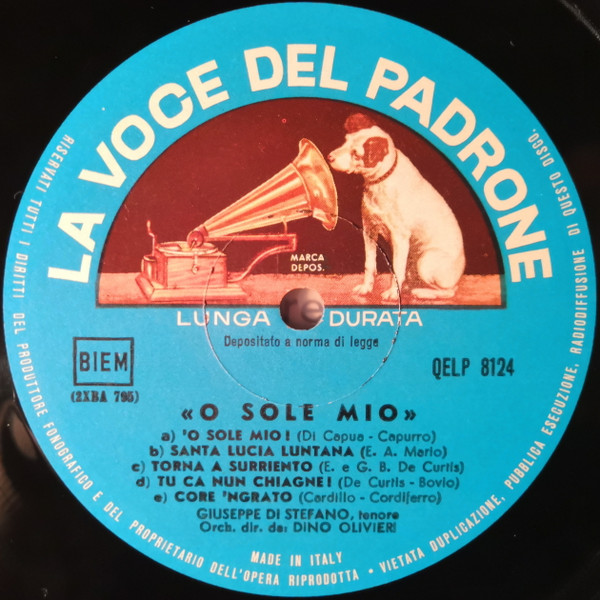 LA VOCE DEL PADRONE
MARCA
DEPOS.
LUNGA DURATA
Depositato a norma di legge
BIEM
(2XBA 795)
QELP 8124
«O SOLE MIO»
a) 'O SOLE MIO! (Di Capua - Capurro)
b) SANTA LUCIA LUNTANA (E. A. Mario)
c) TORNA A SURRIENTO (E. e G. B. De Curtis)
d) TU CA NUN CHIAGNE! (De Curtis - Bovio)
e) CORE 'NGRATO (Cardillo - Cordiferro)
GIUSEPPE DI STEFANO, tenore
Orch. dir. da: DINO OLIVIERI
MADE IN ITALY
RISERVATI TUTTI I DIRITTI DEL PRODUTTORE FONOGRAFICO E DEL PROPRIETARIO DELL'OPERA RIPRODOTTA • VIETATA DUPLICAZIONE, PUBBLICA ESECUZIONE, RADIODIFFUSIONE DI QUESTO DISCO.